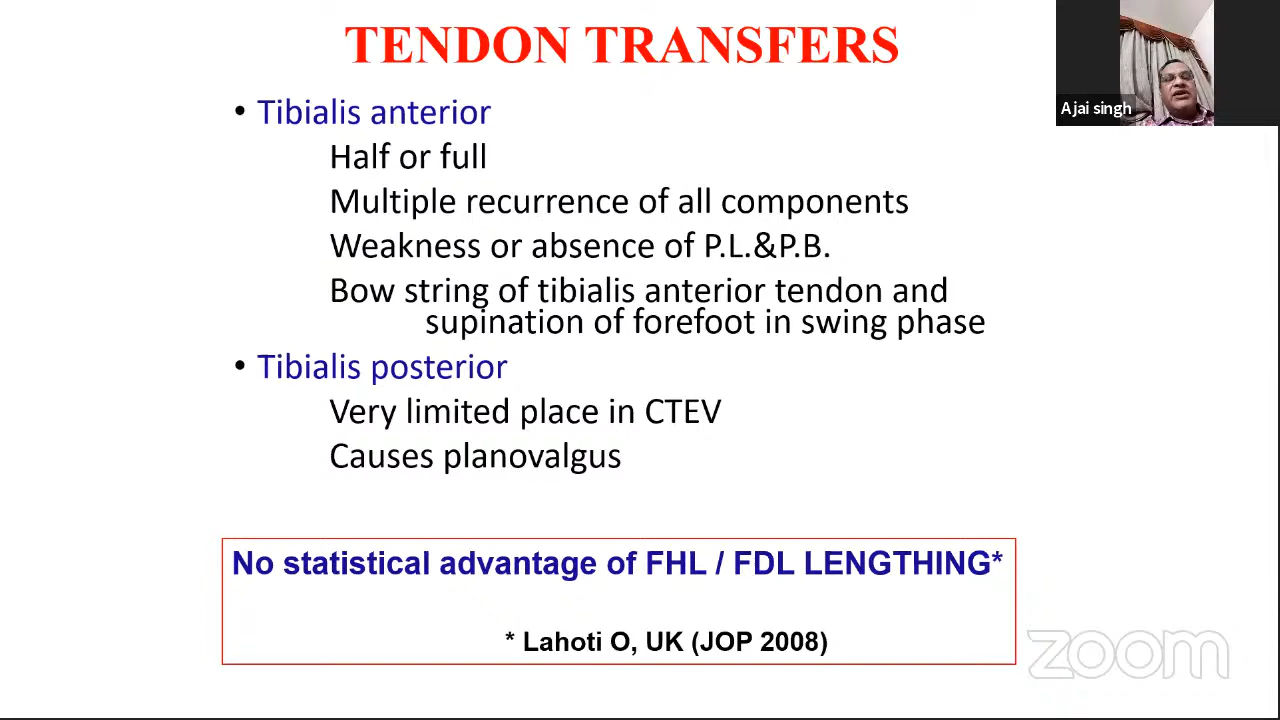 TENDON TRANSFERS
Ajai singh
• Tibialis anterior
Half or full
Multiple recurrence of all components
Weakness or absence of P.L.&P.B.
Bow string of tibialis anterior tendon and
supination of forefoot in swing phase
• Tibialis posterior
Very limited place in CTEV
Causes planovalgus
No statistical advantage of FHL / FDL LENGTHING*
* Lahoti O, UK (JOP 2008)
zoom